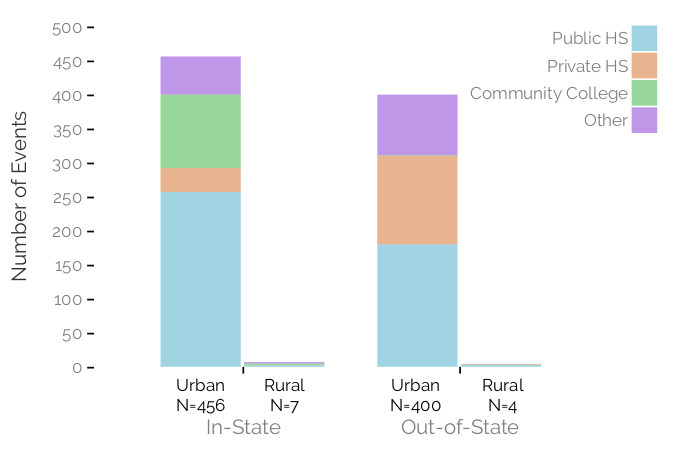 Number of Events
500
450
400
350
300
250
200
150
100
50
0
Public HS
Private HS
Community College
Other
Urban
N=456
Rural
N=7
In-State
Urban
N=400
Rural
N=4
Out-of-State